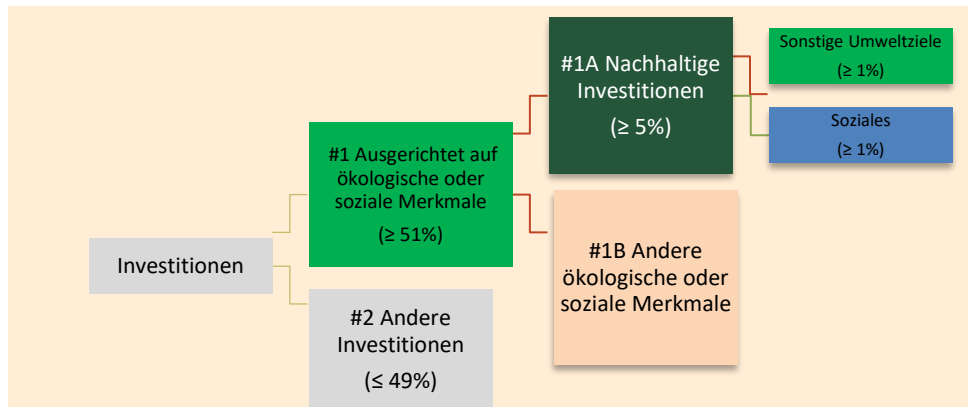 Investitionen
#1 Ausgerichtet auf
ökologische oder
soziale Merkmale
(≥ 51%)
#2 Andere
Investitionen
(≤ 49%)
#1A Nachhaltige
Investitionen
(≥ 5%)
#1B Andere
ökologische oder
soziale Merkmale
Sonstige Umweltziele
(≥ 1%)
Soziales
(≥ 1%)